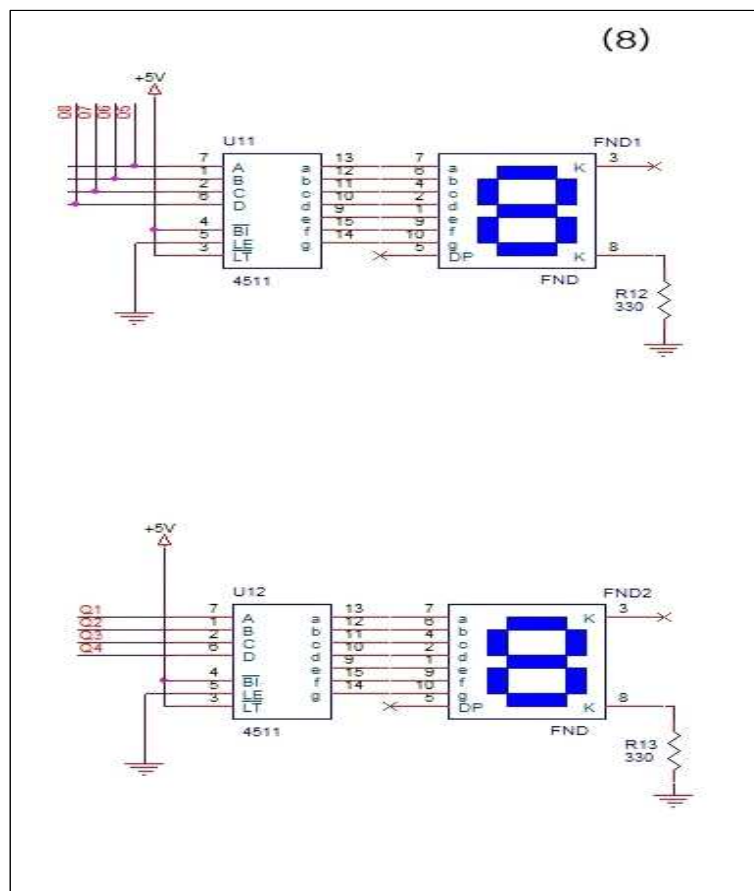 (8)
+5V
Q8 Q7 Q6 Q5
U11
FND1
7 A a 13 7 a K 3
1 B b 12 6 b
2 C c 11 4 c
6 D d 10 2 d
e 9 1 e
4 BI f 15 9 f
5 LE g 14 10 g
3 LT 5 DP K 8
4511
FND
R12
330
+5V
U12
FND2
Q1 7 A a 13 7 a K 3
Q2 1 B b 12 6 b
Q3 2 C c 11 4 c
Q4 6 D d 10 2 d
e 9 1 e
4 BI f 15 9 f
5 LE g 14 10 g
3 LT 5 DP K 8
4511
FND
R13
330